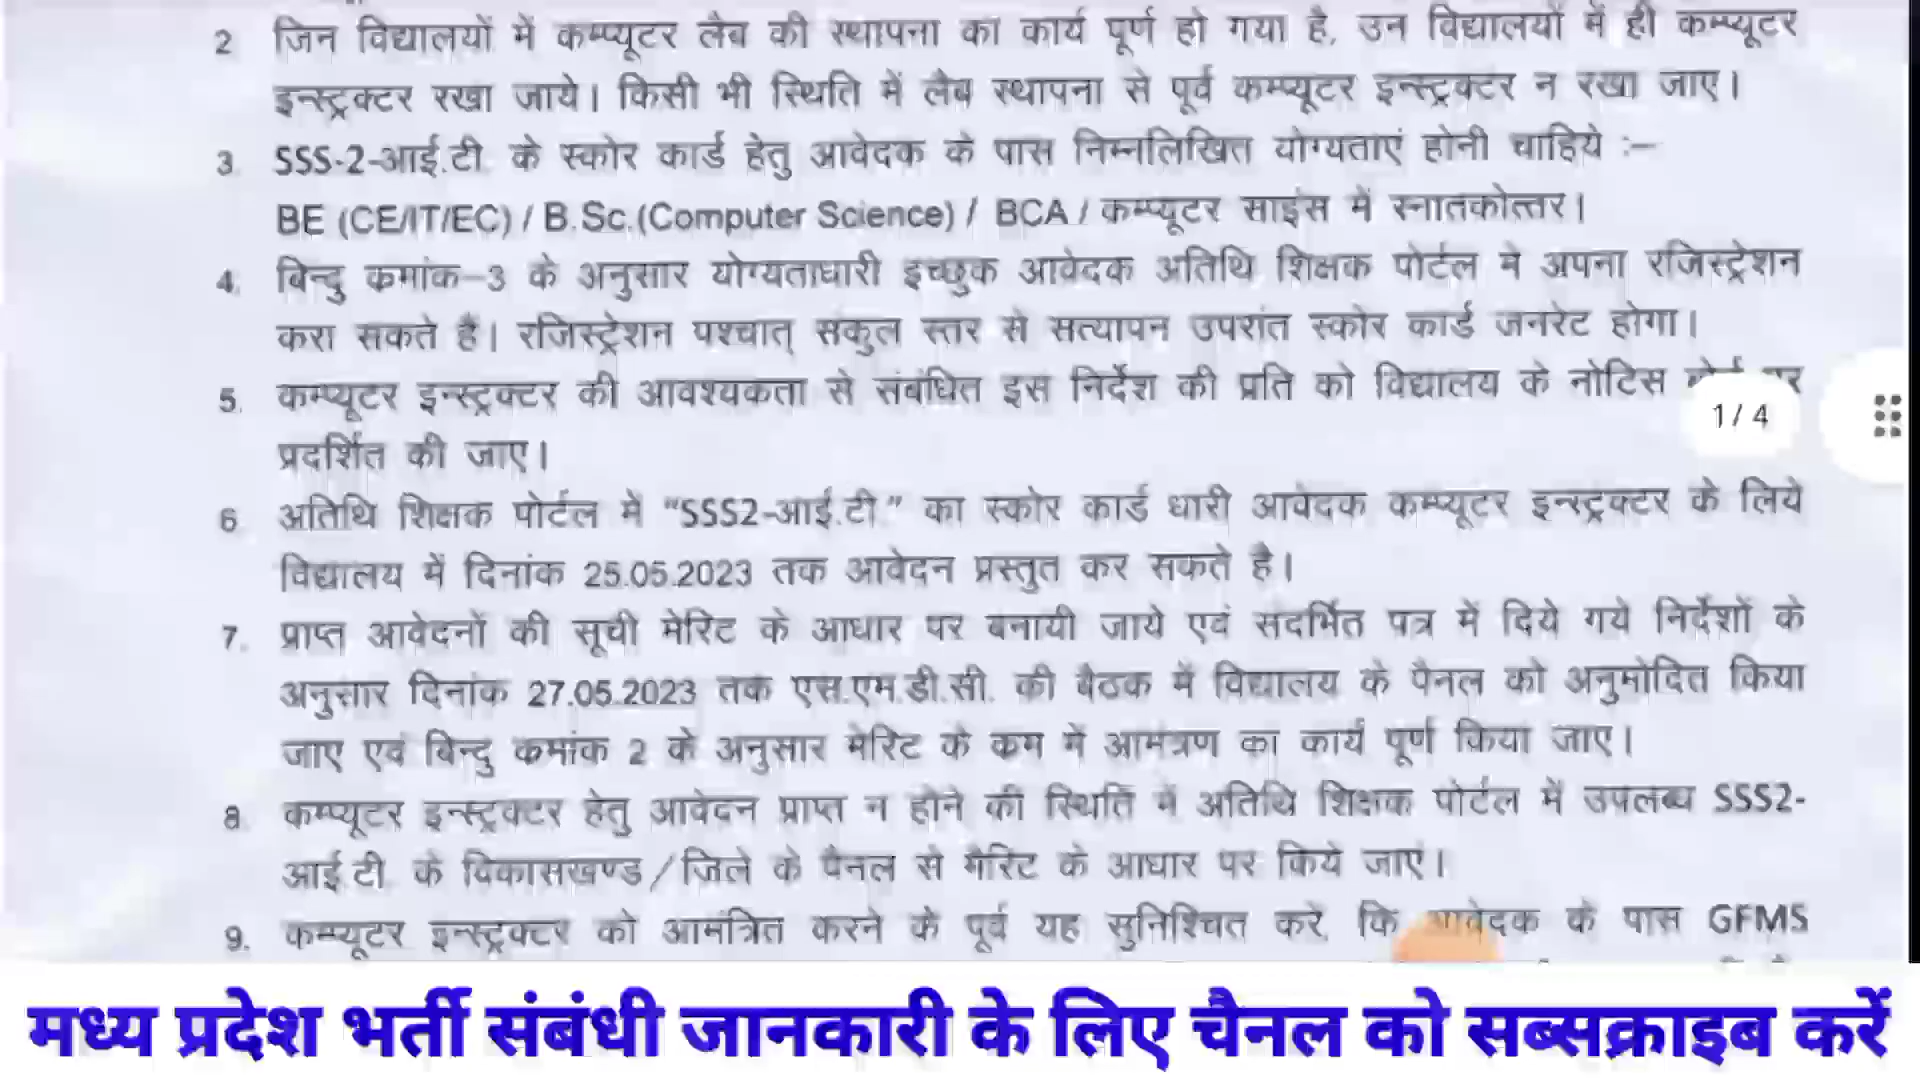 2 जिन विद्यालयों में कम्प्यूटर लैब की स्थापना का कार्य पूर्ण हो गया है, उन विद्यालयों में ही कम्प्यूटर
इन्स्ट्रक्टर रखा जाये। किसी भी स्थिति में लैब स्थापना से पूर्व कम्प्यूटर इन्स्ट्रक्टर न रखा जाए।
3. SSS-2-आई.टी. के स्कोर कार्ड हेतु आवेदक के पास निम्नलिखित योग्यताएं होनी चाहिये :–
BE (CE/IT/EC) / B.Sc.(Computer Science) / BCA / कम्प्यूटर साइंस में स्नातकोत्तर।
4. बिन्दु कमांक–3 के अनुसार योग्यताधारी इच्छुक आवेदक अतिथि शिक्षक पोर्टल मे अपना रजिस्ट्रेशन
करा सकते है। रजिस्ट्रेशन पश्चात् संकुल स्तर से सत्यापन उपरांत स्कोर कार्ड जनरेट होगा।
5. कम्प्यूटर इन्स्ट्रक्टर की आवश्यकता से संबंधित इस निर्देश की प्रति को विद्यालय के नोटिस
1 / 4
प्रदर्शित की जाए।
6 अतिथि शिक्षक पोर्टल में "SSS2-आई.टी." का स्कोर कार्ड धारी आवेदक कम्प्यूटर इन्स्ट्रक्टर के लिये
विद्यालय में दिनांक 25.05.2023 तक आवेदन प्रस्तुत कर सकते है।
7. प्राप्त आवेदनों की सूची मेरिट के आधार पर बनायी जाये एवं संदर्भित पत्र में दिये गये निर्देशों के
अनुसार दिनांक 27.05.2023 तक एस.एम.डी.सी. की बैठक में विद्यालय के पैनल को अनुमोदित किया
जाए एवं बिन्दु कमांक 2 के अनुसार मेरिट के कम में आमंत्रण का कार्य पूर्ण किया जाए।
8 कम्प्यूटर इन्स्ट्रक्टर हेतु आवेदन प्राप्त न होने की स्थिति में अतिथि शिक्षक पोर्टल में उपलब्ध SSS2-
आई.टी. के विकासखण्ड/जिले के पैनल से मैरिट के आधार पर किये जाएं।
9. कम्प्यूटर इन्स्ट्रक्टर को आमंत्रित करने के पूर्व यह सुनिश्चित करें कि आवेदक के पास GFMS
मध्य प्रदेश भर्ती संबंधी जानकारी के लिए चैनल को सब्सक्राइब करें